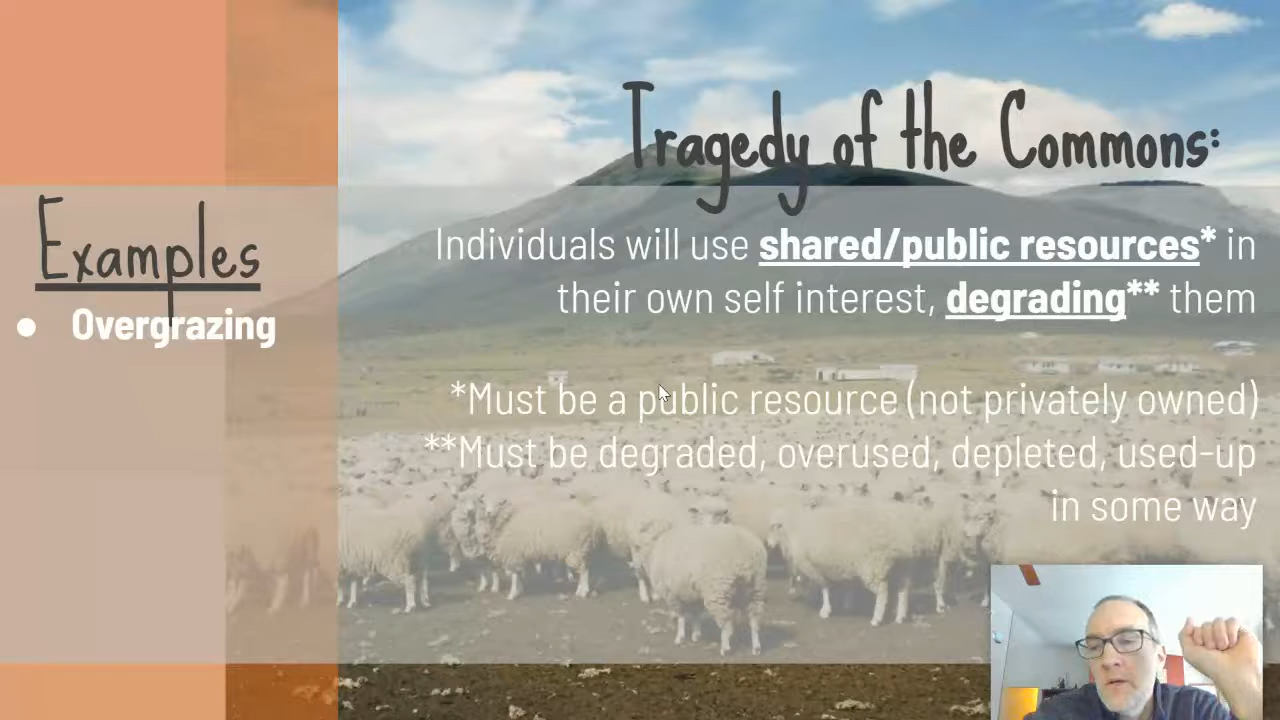 Tragedy of the Commons:
Examples
● Overgrazing
Individuals will use shared/public resources* in
their own self interest, degrading** them
*Must be a public resource (not privately owned)
**Must be degraded, overused, depleted, used-up
in some way